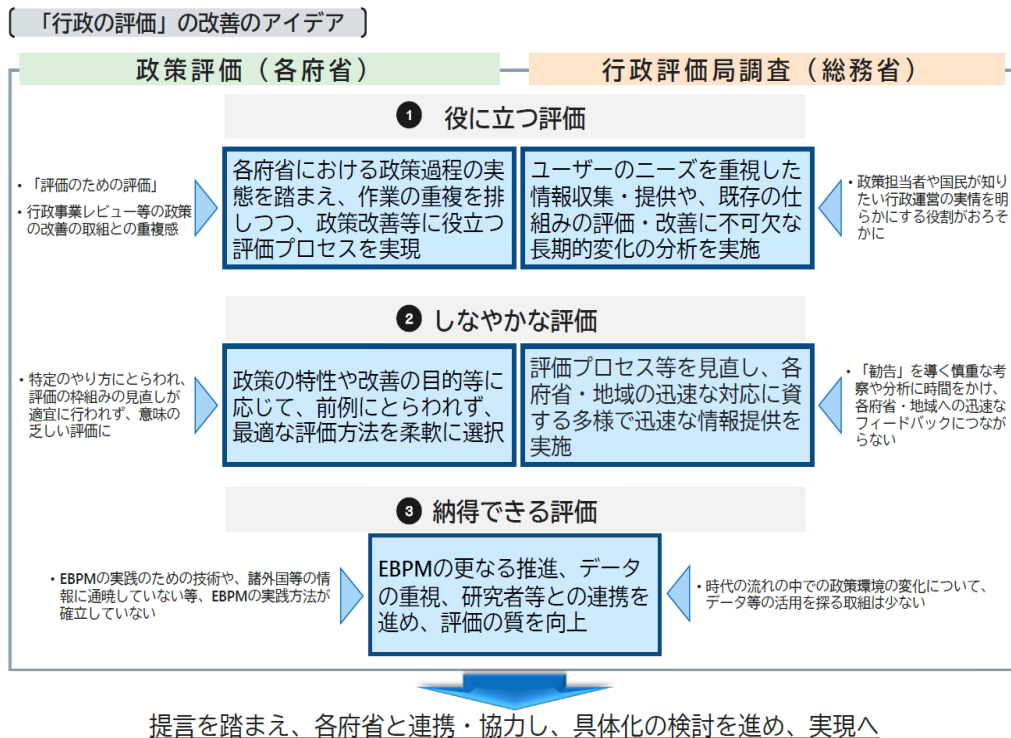 「行政の評価」の改善のアイデア
政策評価（各府省）
行政評価局調査（総務省）
❶ 役に立つ評価
・「評価のための評価」
・行政事業レビュー等の政策
の改善の取組との重複感
各府省における政策過程の実
態を踏まえ、作業の重複を排
しつつ、政策改善等に役立つ
評価プロセスを実現
ユーザーのニーズを重視した
情報収集・提供や、既存の仕
組みの評価・改善に不可欠な
長期的変化の分析を実施
・政策担当者や国民が知り
たい行政運営の実情を明
らかにする役割がおろそ
かに
❷ しなやかな評価
・特定のやり方にとらわれ、
評価の枠組みの見直しが
適宜に行われず、意味の
乏しい評価に
政策の特性や改善の目的等に
応じて、前例にとらわれず、
最適な評価方法を柔軟に選択
評価プロセス等を見直し、各
府省・地域の迅速な対応に資
する多様で迅速な情報提供を
実施
・「勧告」を導く慎重な考
察や分析に時間をかけ、
各府省・地域への迅速な
フィードバックにつなが
らない
❸ 納得できる評価
・EBPMの実践のための技術や、諸外国等の情
報に通暁していない等、EBPMの実践方法が
確立していない
EBPMの更なる推進、データ
の重視、研究者等との連携を
進め、評価の質を向上
・時代の流れの中での政策環境の変化について、
データ等の活用を探る取組は少ない
提言を踏まえ、各府省と連携・協力し、具体化の検討を進め、実現へ